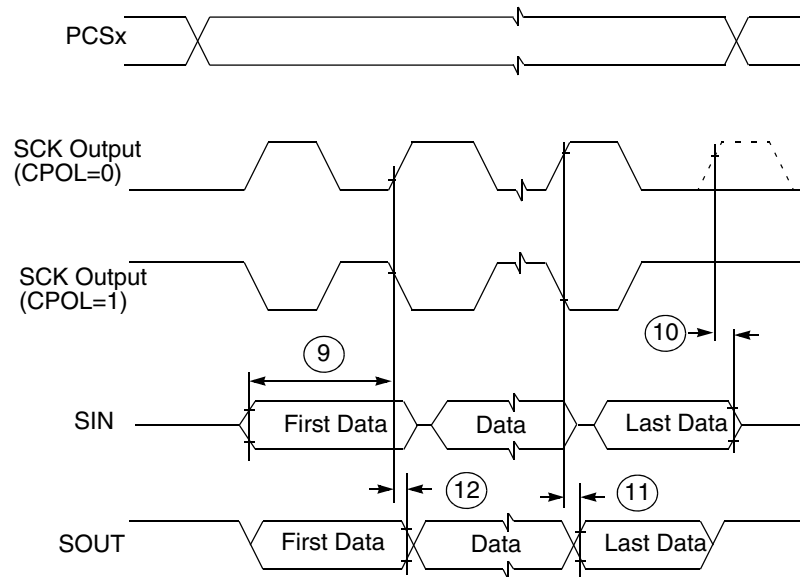 PCSx
SCK Output
(CPOL=0)
SCK Output
(CPOL=1)
10
9
SIN
First Data
Data
Last Data
12
11
SOUT
First Data
Data
Last Data